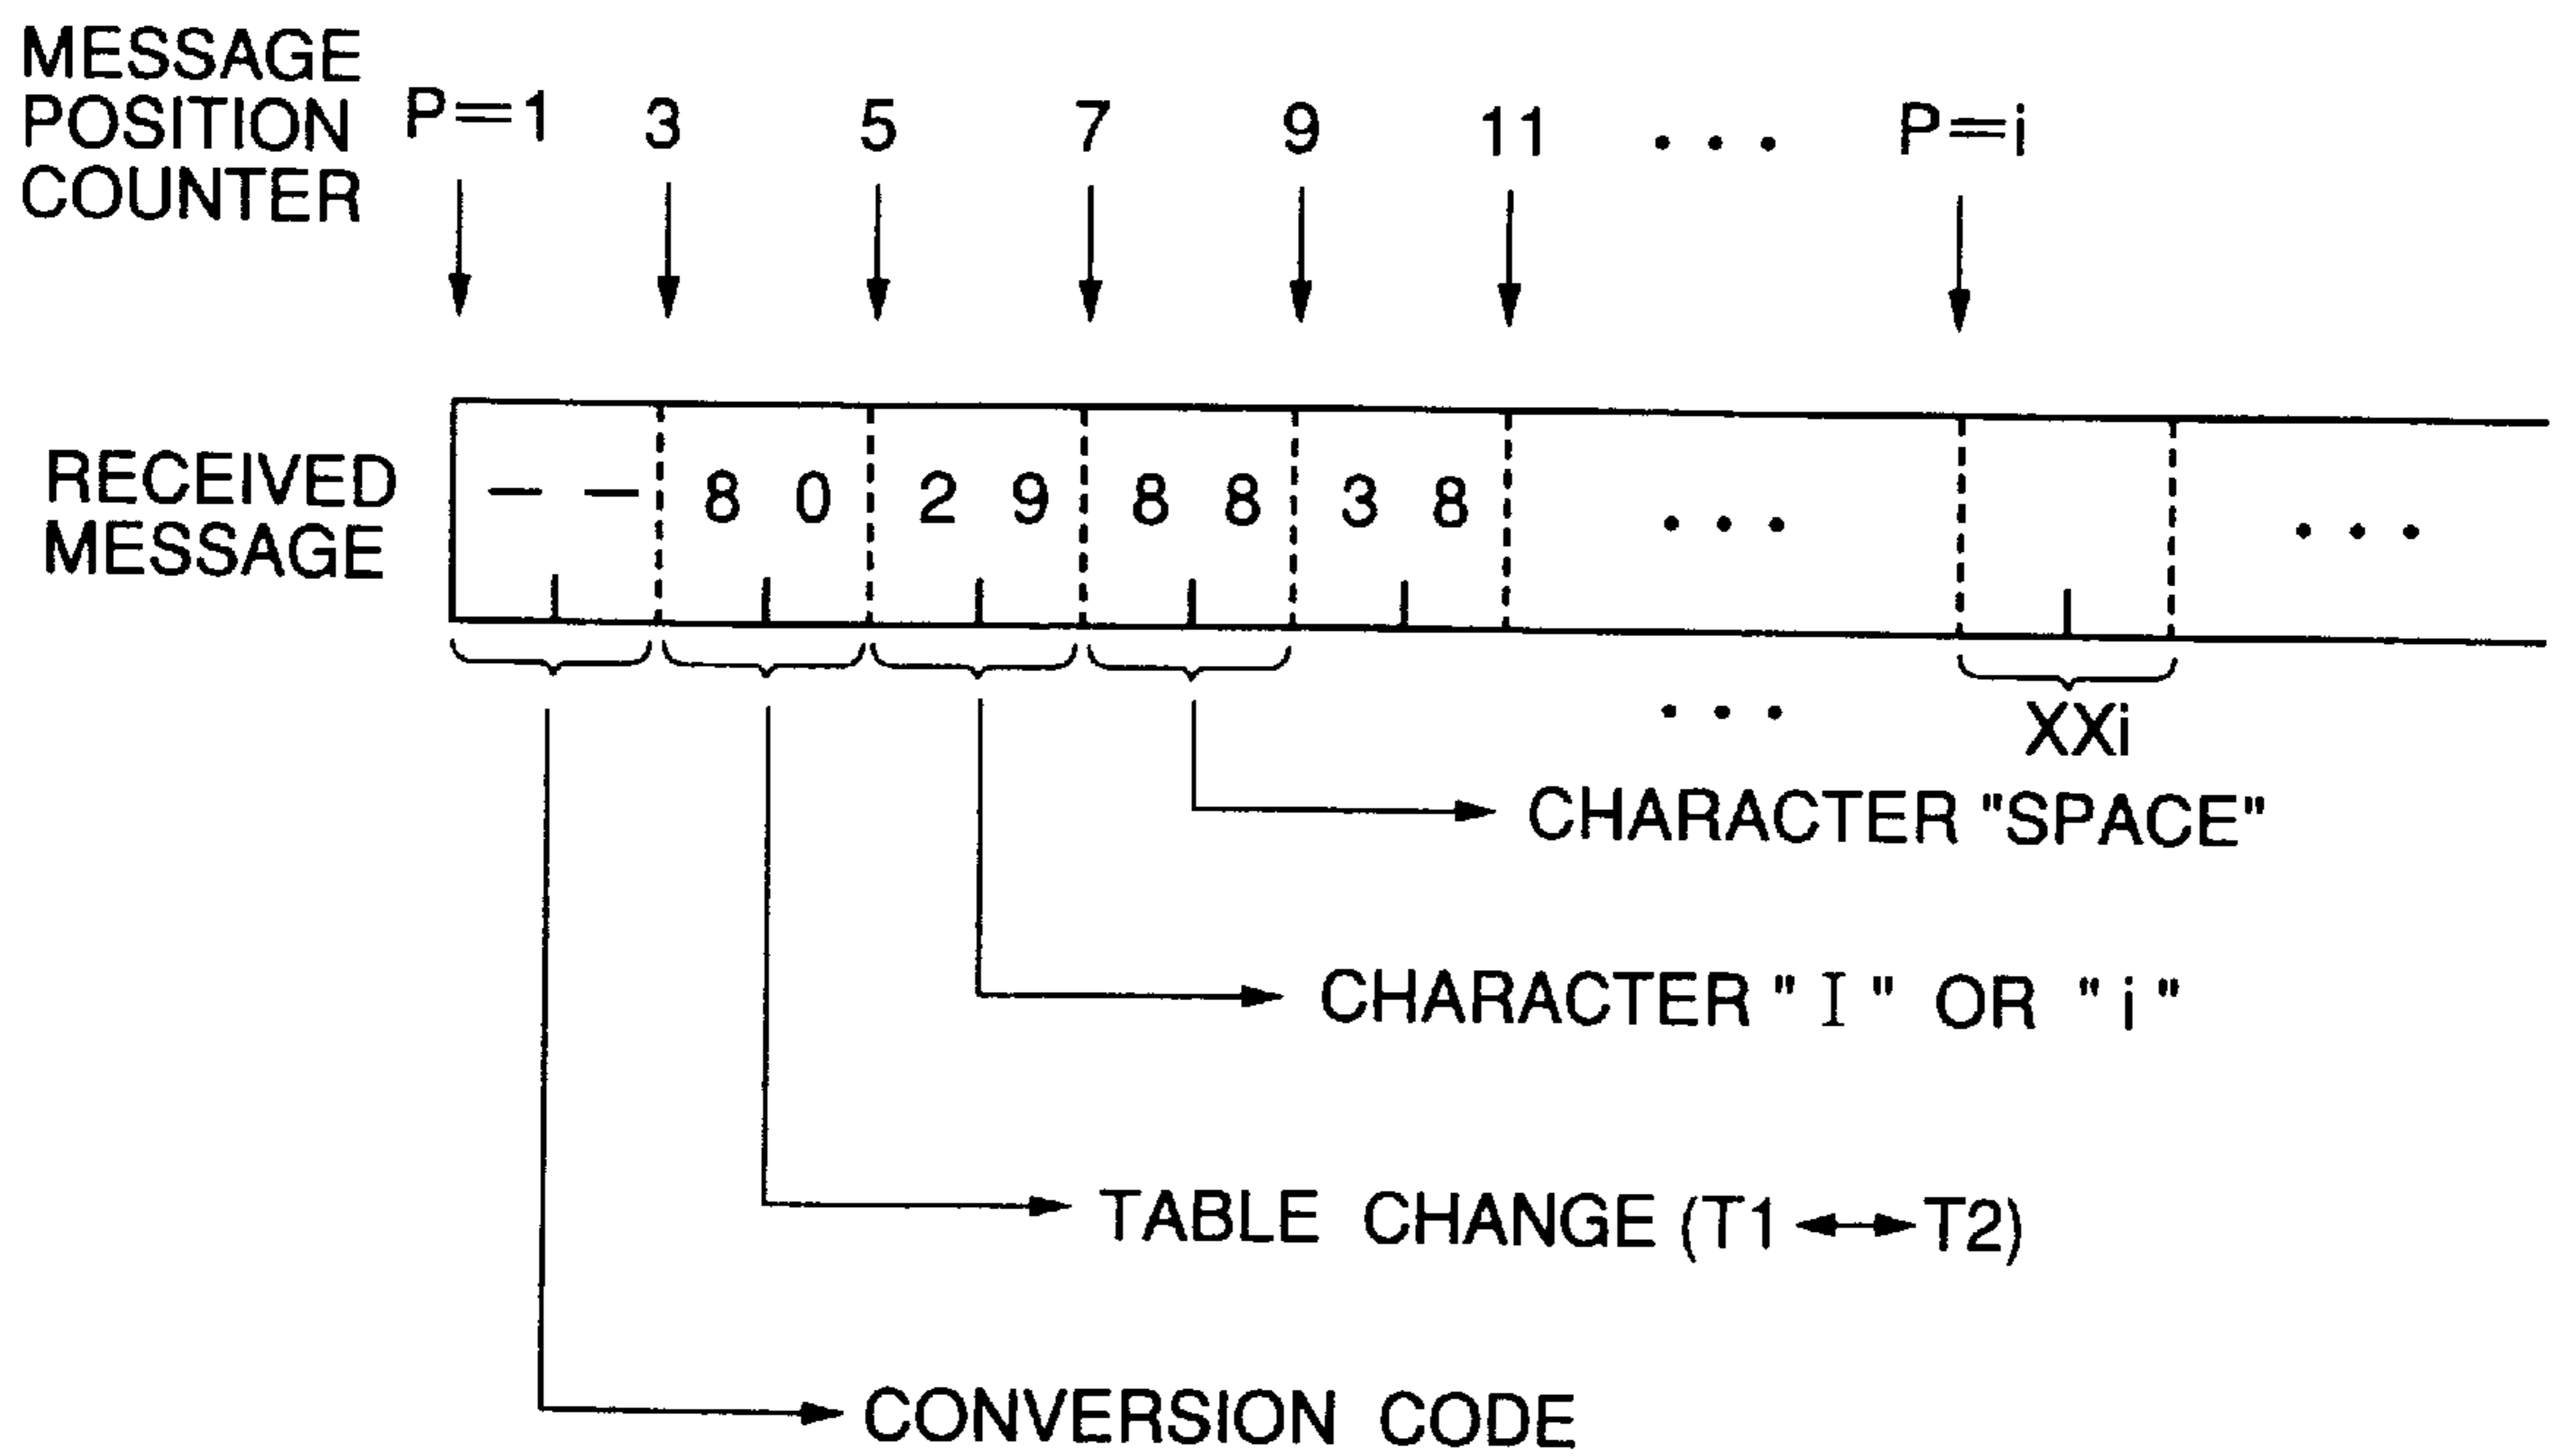 MESSAGE
POSITION
COUNTER
P=1 3 5 7 9 11 ... P=i
RECEIVED
MESSAGE
— — 8 0 2 9 8 8 3 8 ... ...
... XXi
CHARACTER "SPACE"
CHARACTER " I " OR " i "
TABLE CHANGE (T1 ↔ T2)
CONVERSION CODE